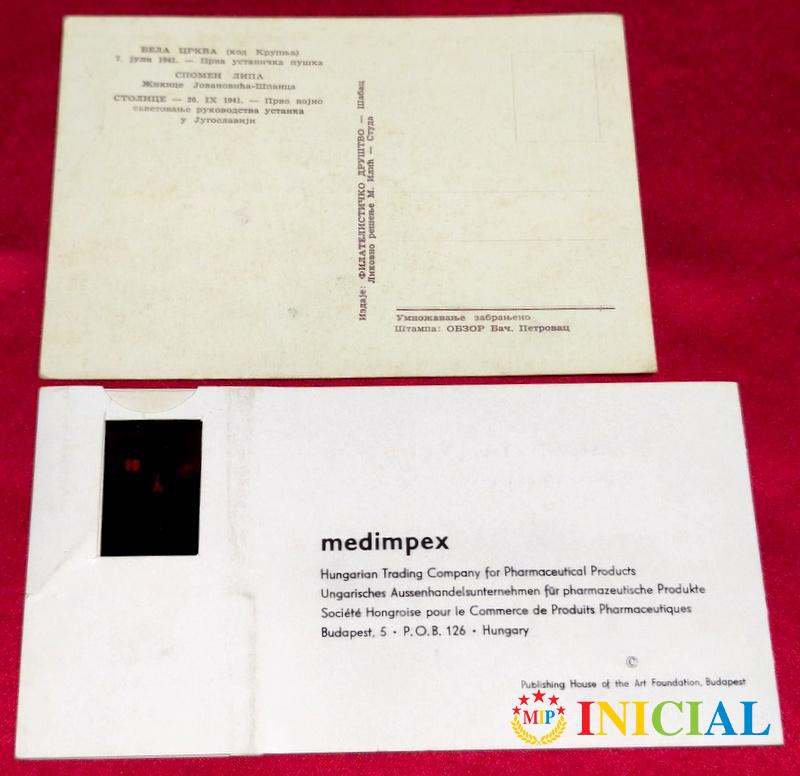 БЕЛА ЦРКВА (код Крупња)
7. јули 1941. — Прва устаничка пушка
СПОМЕН ЛИПА
Жикице Јовановића-Шпанца
СТОЛИЦЕ — 26. IX 1941. — Прво војно
саветовање руководства устанка
у Југославији
Издаје: ФИЛАТЕЛИСТИЧКО ДРУШТВО — Шабац
Ликовно решење М. Илић — Студа
Умножавање забрањено
Штампа: ОБЗОР Бач. Петровац
medimpex
Hungarian Trading Company for Pharmaceutical Products
Ungarisches Aussenhandelsunternehmen für pharmazeutische Produkte
Société Hongroise pour le Commerce de Produits Pharmaceutiques
Budapest, 5 • P.O.B. 126 • Hungary
©
Publishing House of the Art Foundation, Budapest
MIP INICIAL